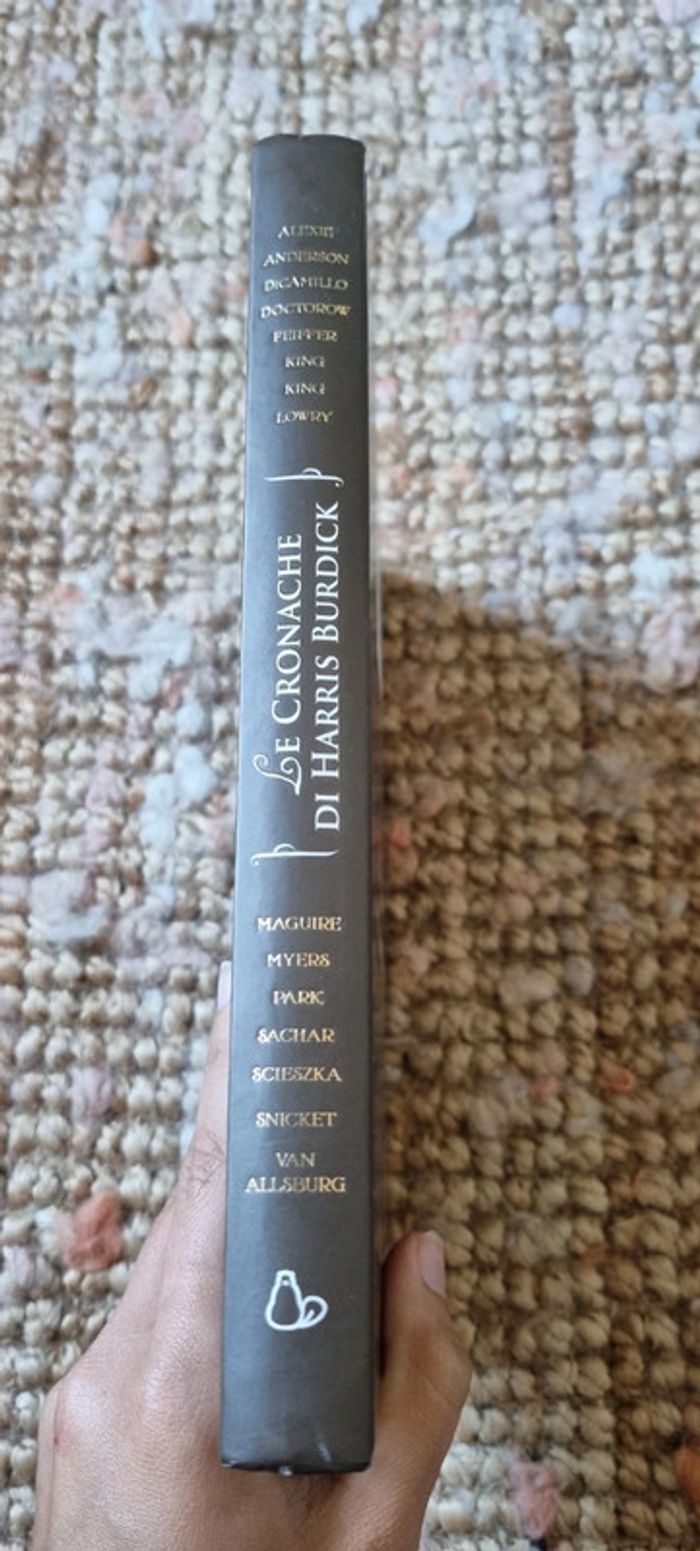 ALEXIE
ANDERSON
DICAMILLO
DOCTOROW
FEIFFER
KING
KING
LOWRY
LE CRONACHE
DI HARRIS BURDICK
MAGUIRE
MYERS
PARK
SACHAR
SCIESZKA
SNICKET
VAN
ALLSBURG